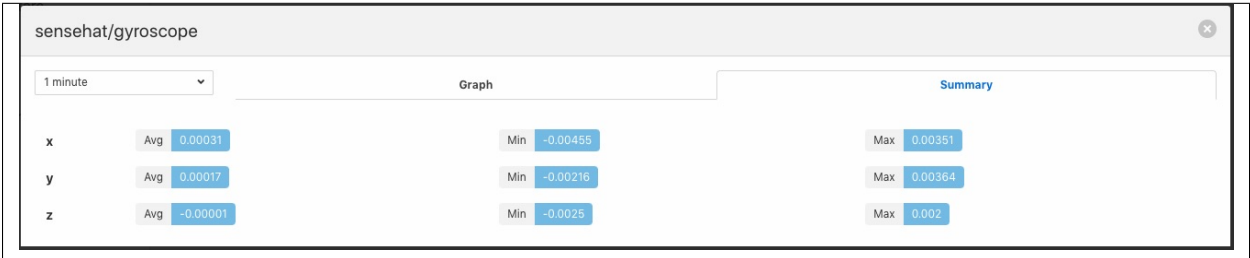 sensehat/gyroscope
1 minute Graph Summary
x Avg 0.00031 Min -0.00455 Max 0.00351
y Avg 0.00017 Min -0.00216 Max 0.00364
z Avg -0.00001 Min -0.0025 Max 0.002